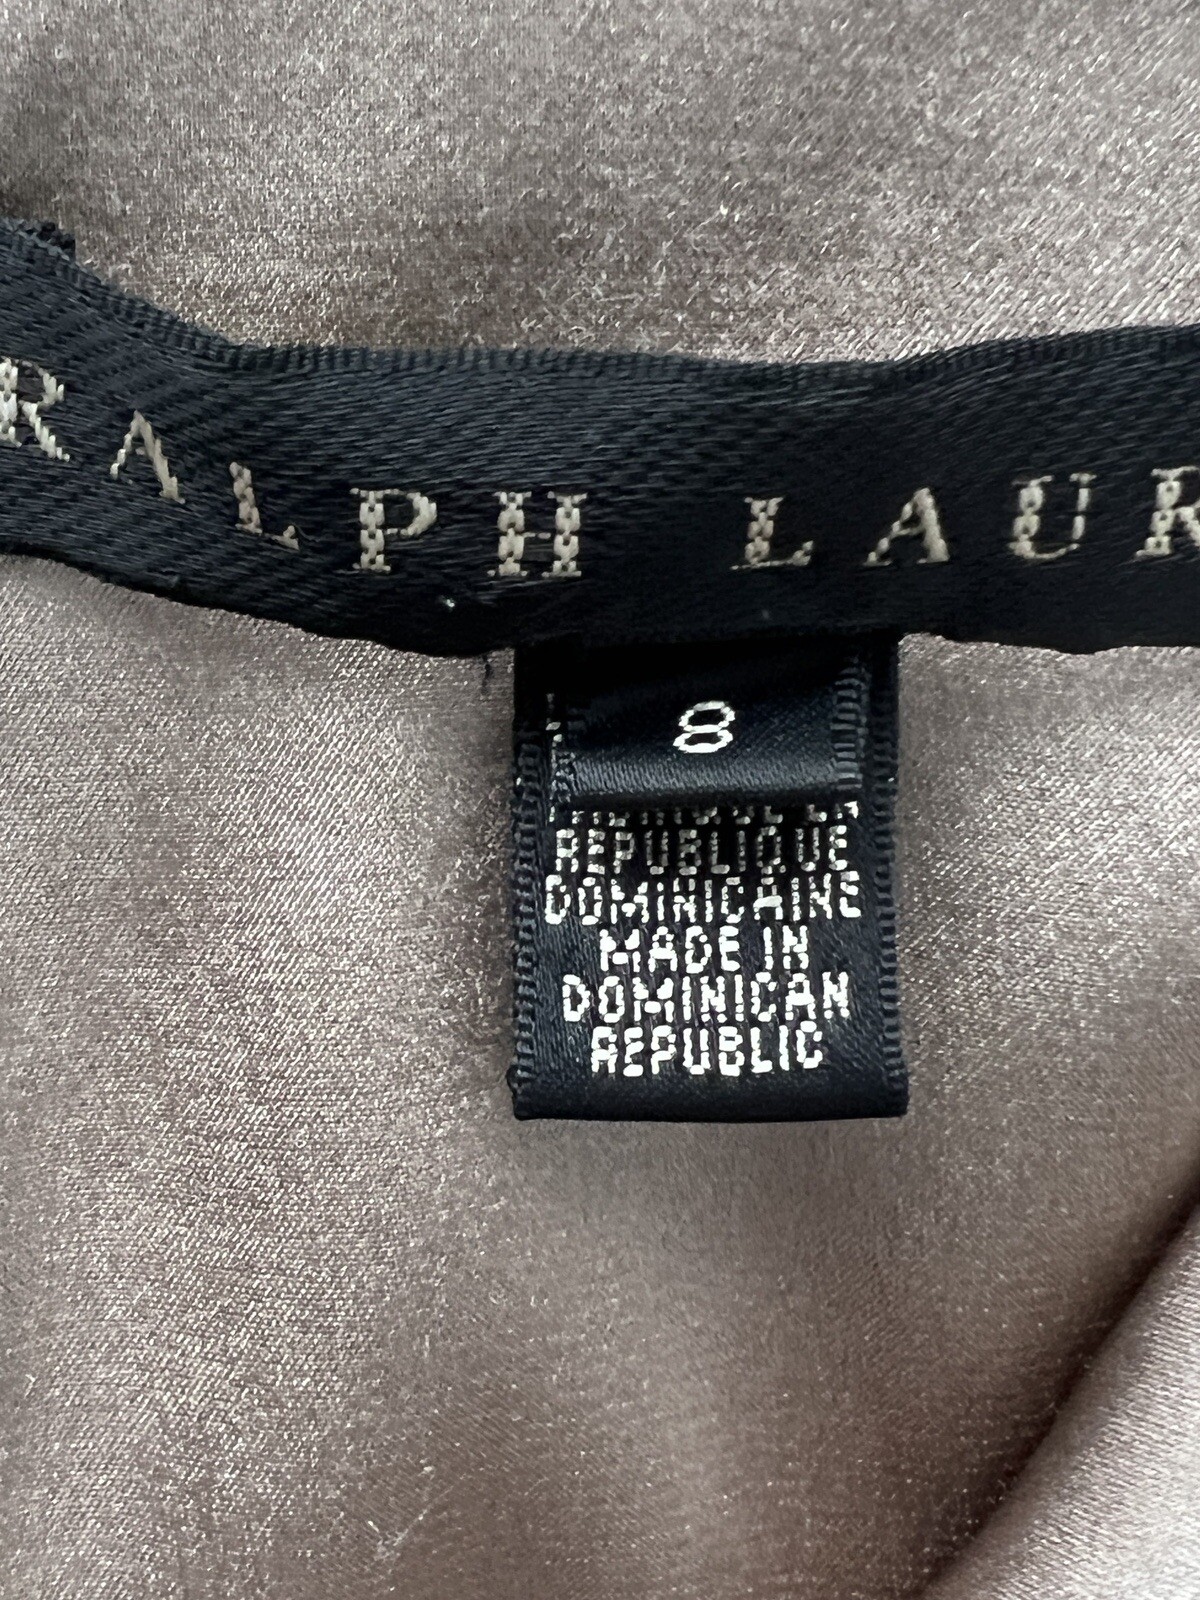 RALPH LAUR
8
REPUBLIQUE
DOMINICAINE
MADE IN
DOMINICAN
REPUBLIC